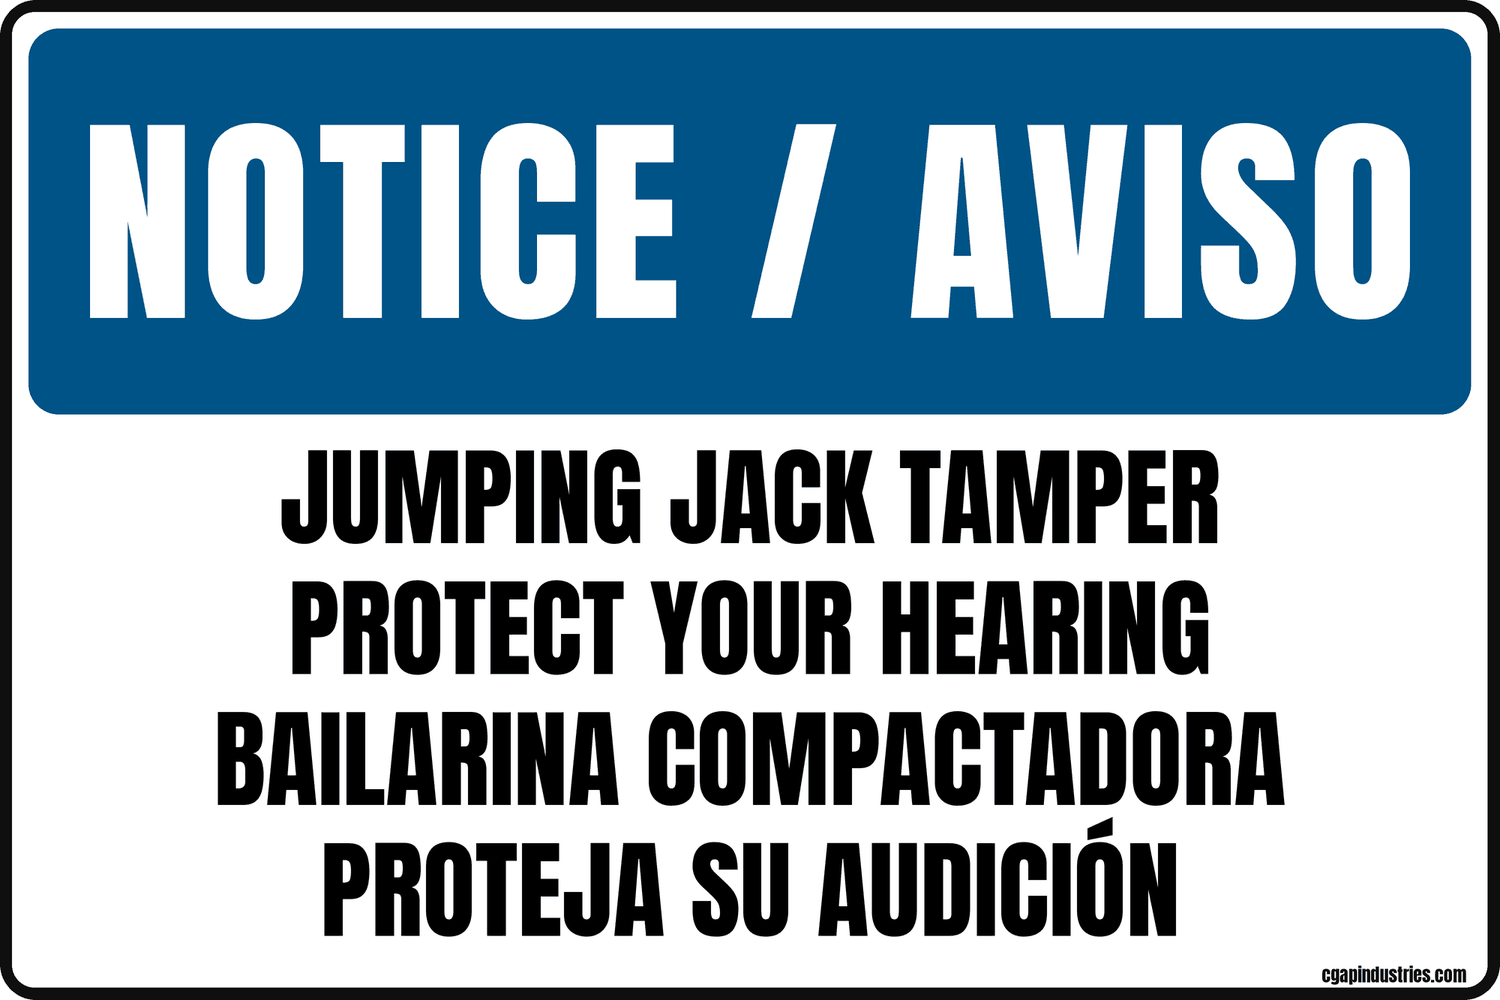 NOTICE / AVISO
JUMPING JACK TAMPER
PROTECT YOUR HEARING
BAILARINA COMPACTADORA
PROTEJA SU AUDICIÓN
cgapindustries.com